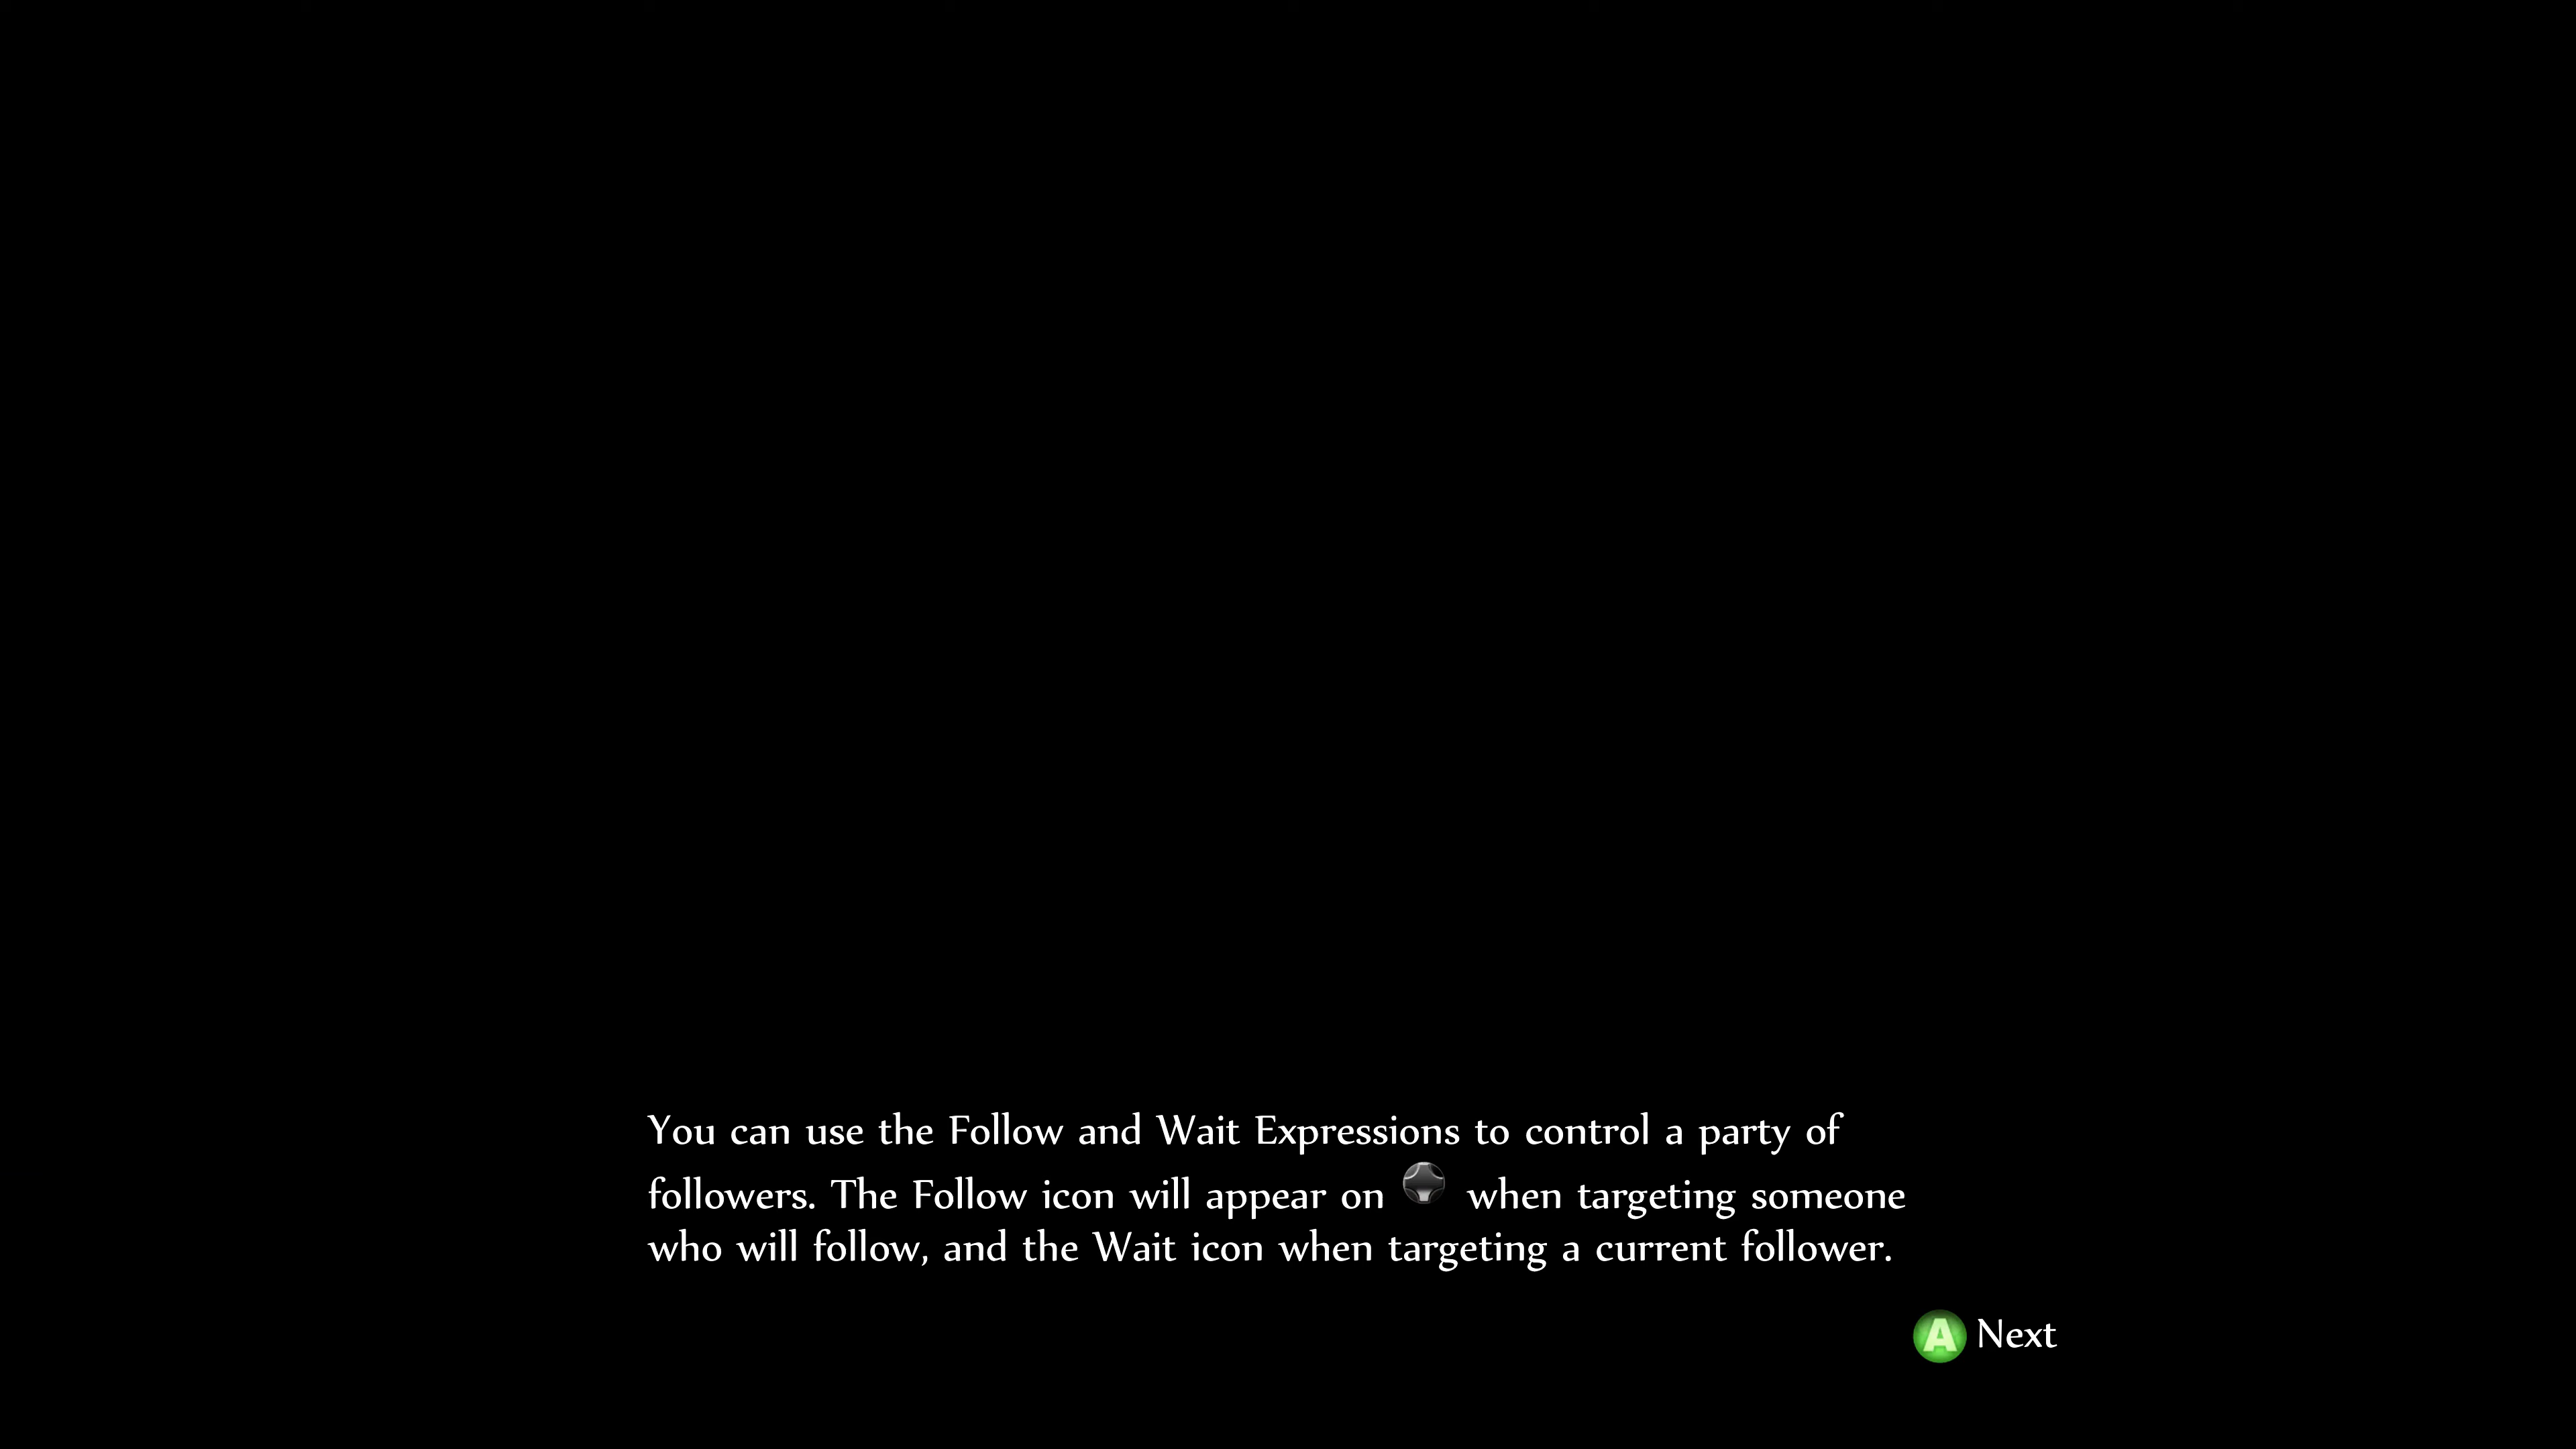 You can use the Follow and Wait Expressions to control a party of
followers. The Follow icon will appear on when targeting someone
who will follow, and the Wait icon when targeting a current follower.
A Next